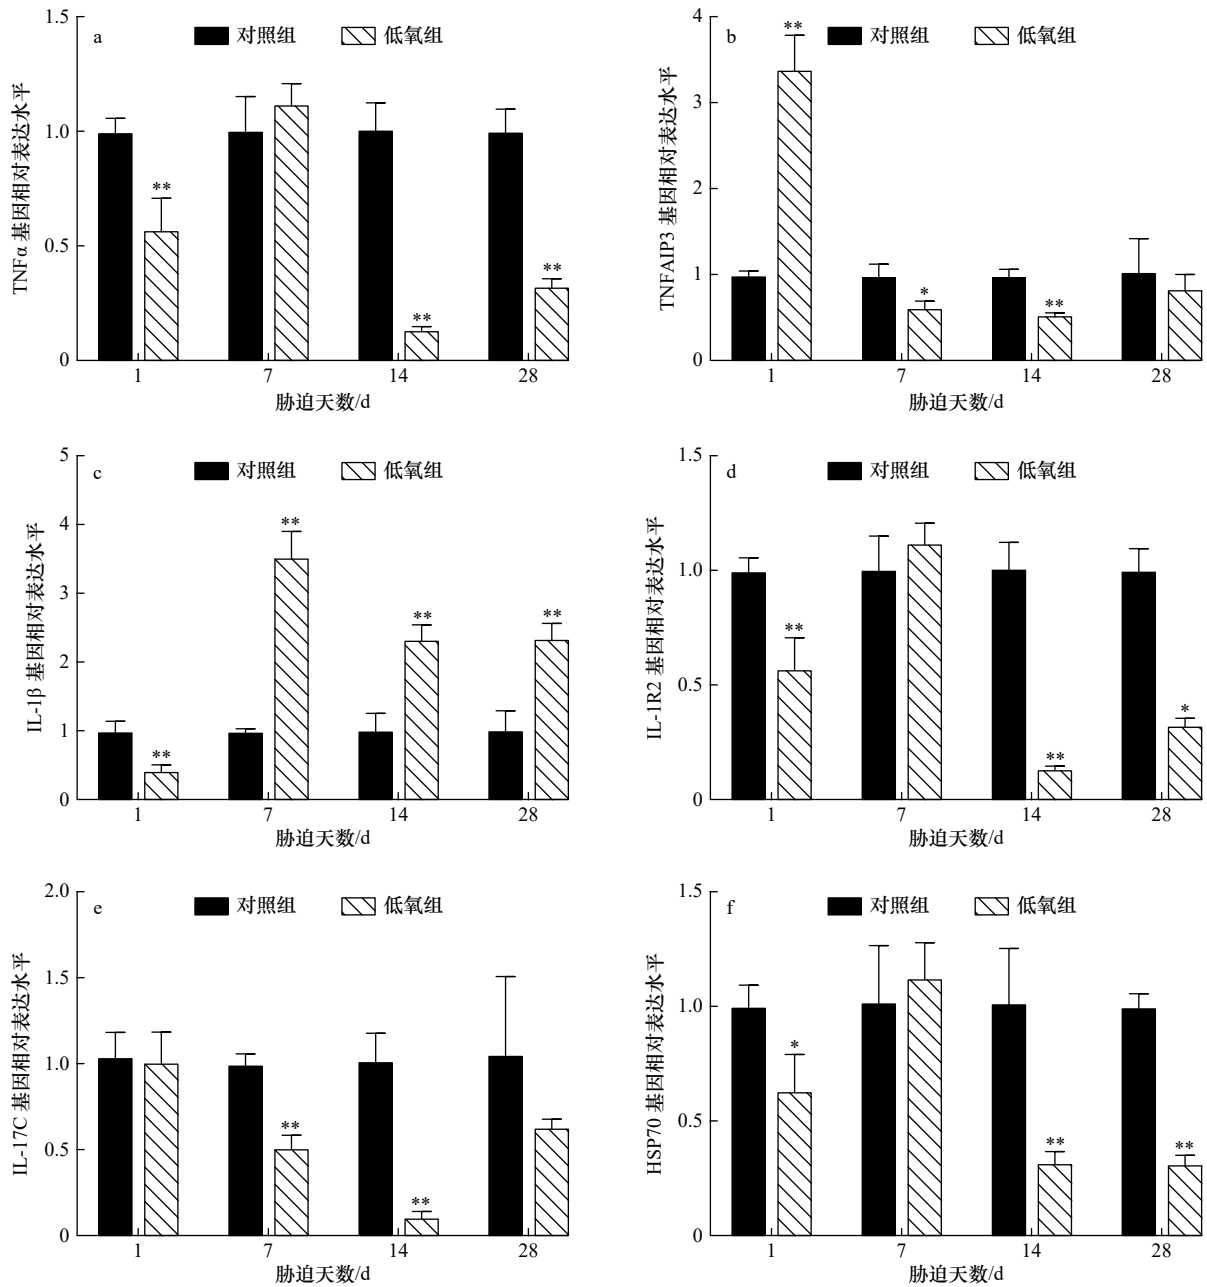 a
对照组 低氧组
TNFα 基因相对表达水平
1.5
1.0
0.5
0
**
**
**
1 7 14 28
胁迫天数/d
b
对照组 低氧组
TNFAIP3 基因相对表达水平
4
3
2
1
0
**
*
**
1 7 14 28
胁迫天数/d
c
对照组 低氧组
IL-1β 基因相对表达水平
5
4
3
2
1
0
**
**
**
**
1 7 14 28
胁迫天数/d
d
对照组 低氧组
IL-1R2 基因相对表达水平
1.5
1.0
0.5
0
**
**
*
1 7 14 28
胁迫天数/d
e
对照组 低氧组
IL-17C 基因相对表达水平
2.0
1.5
1.0
0.5
0
**
**
1 7 14 28
胁迫天数/d
f
对照组 低氧组
HSP70 基因相对表达水平
1.5
1.0
0.5
0
*
**
**
1 7 14 28
胁迫天数/d